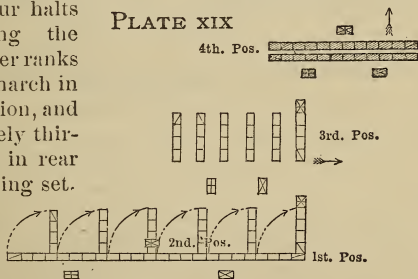 ur halts
ng the
er ranks
narch in
ion, and
ely thir-
in rear
ing set.
PLATE XIX
4th. Pos.
3rd. Pos.
2nd. Pos.
1st. Pos.